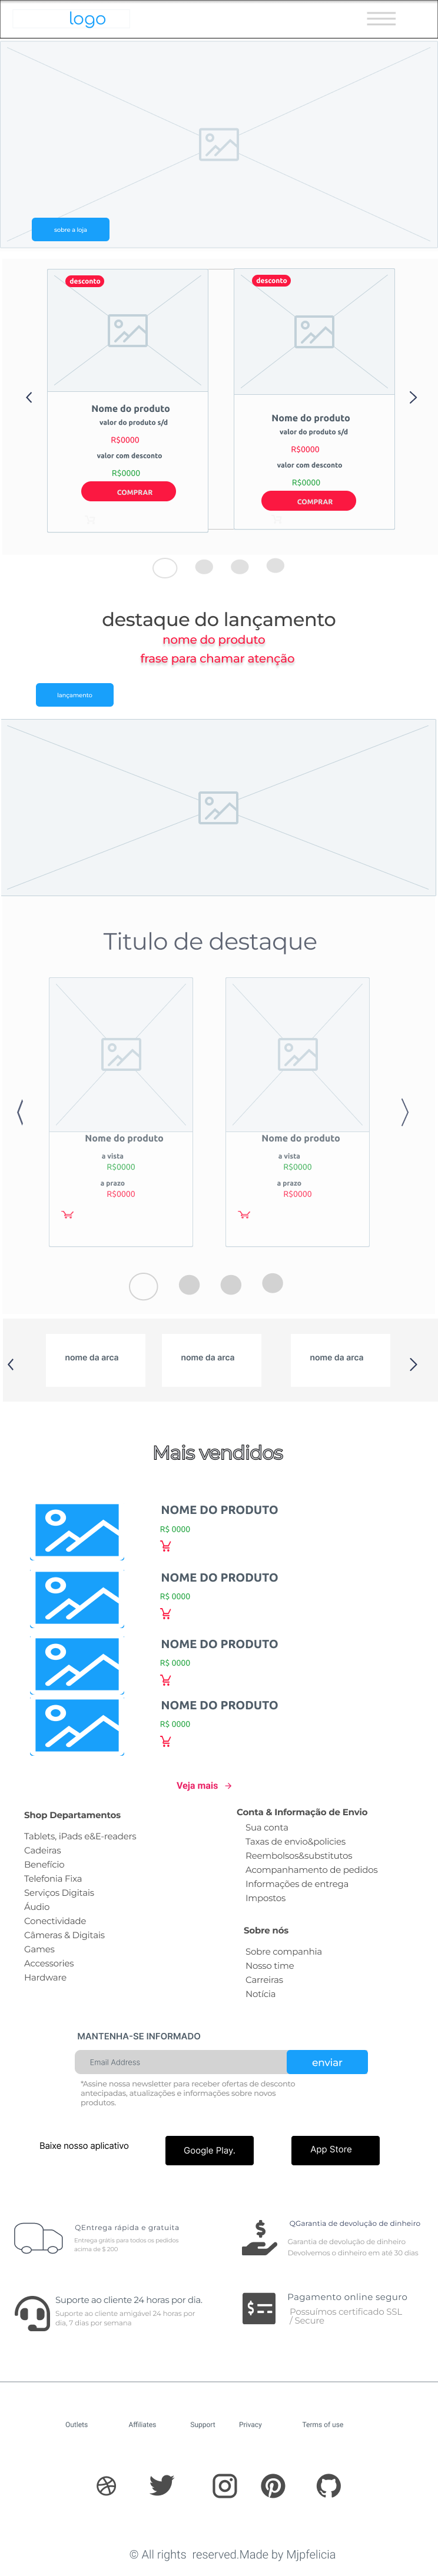 logo
sobre a loja
desconto
Nome do produto
valor do produto s/d
R$0000
valor com desconto
R$0000
COMPRAR
desconto
Nome do produto
valor do produto s/d
R$0000
valor com desconto
R$0000
COMPRAR
destaque do lançamento
nome do produto
frase para chamar atenção
lançamento
Titulo de destaque
Nome do produto
a vista
R$0000
a prazo
R$0000
Nome do produto
a vista
R$0000
a prazo
R$0000
nome da arca
nome da arca
nome da arca
Mais vendidos
NOME DO PRODUTO
R$ 0000
NOME DO PRODUTO
R$ 0000
NOME DO PRODUTO
R$ 0000
NOME DO PRODUTO
R$ 0000
Veja mais
Shop Departamentos
Tablets, iPads e&E-readers
Cadeiras
Benefício
Telefonia Fixa
Serviços Digitais
Áudio
Conectividade
Câmeras & Digitais
Games
Accessories
Hardware
Conta & Informação de Envio
Sua conta
Taxas de envio&policies
Reembolsos&substitutos
Acompanhamento de pedidos
Informações de entrega
Impostos
Sobre nós
Sobre companhia
Nosso time
Carreiras
Notícia
MANTENHA-SE INFORMADO
Email Address
enviar
*Assine nossa newsletter para receber ofertas de desconto
antecipadas, atualizações e informações sobre novos
produtos.
Baixe nosso aplicativo
Google Play.
App Store
QEntrega rápida e gratuita
Entrega grátis para todos os pedidos
acima de $ 200
QGarantia de devolução de dinheiro
Garantia de devolução de dinheiro
Devolvemos o dinheiro em até 30 dias
Suporte ao cliente 24 horas por dia.
Suporte ao cliente amigável 24 horas por
dia, 7 dias por semana
Pagamento online seguro
Possuímos certificado SSL
/ Secure
Outlets
Affiliates
Support
Privacy
Terms of use
© All rights reserved.Made by Mjpfelicia